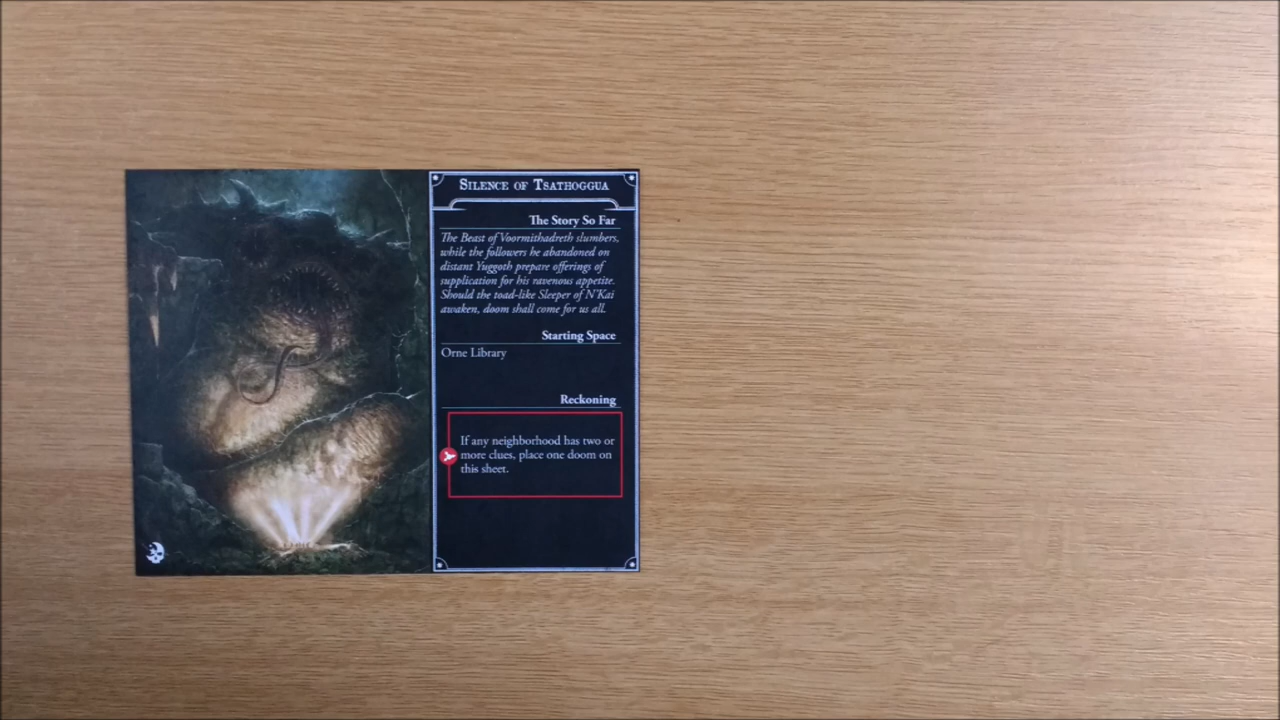 Silence of Tsathoggua
The Story So Far
The Beast of Voormithadreth slumbers,
while the followers he abandoned on
distant Yuggoth prepare offerings of
supplication for his ravenous appetite.
Should the toad-like Sleeper of N'Kai
awaken, doom shall come for us all.
Starting Space
Orne Library
Reckoning
If any neighborhood has two or
more clues, place one doom on
this sheet.